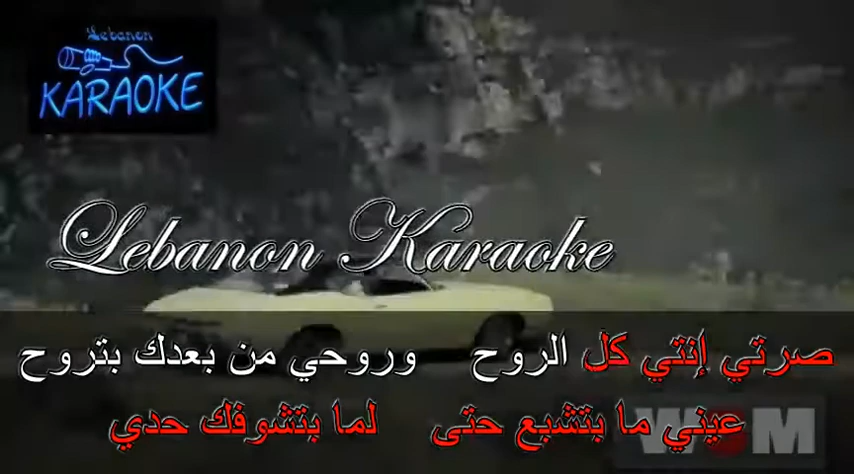 Lebanon
KARAOKE
Lebanon Karaoke
صرتي إنتي كل الروح وروحي من بعدك بتروح
عيني ما بتشبع حتى لما بتشوفك حدي